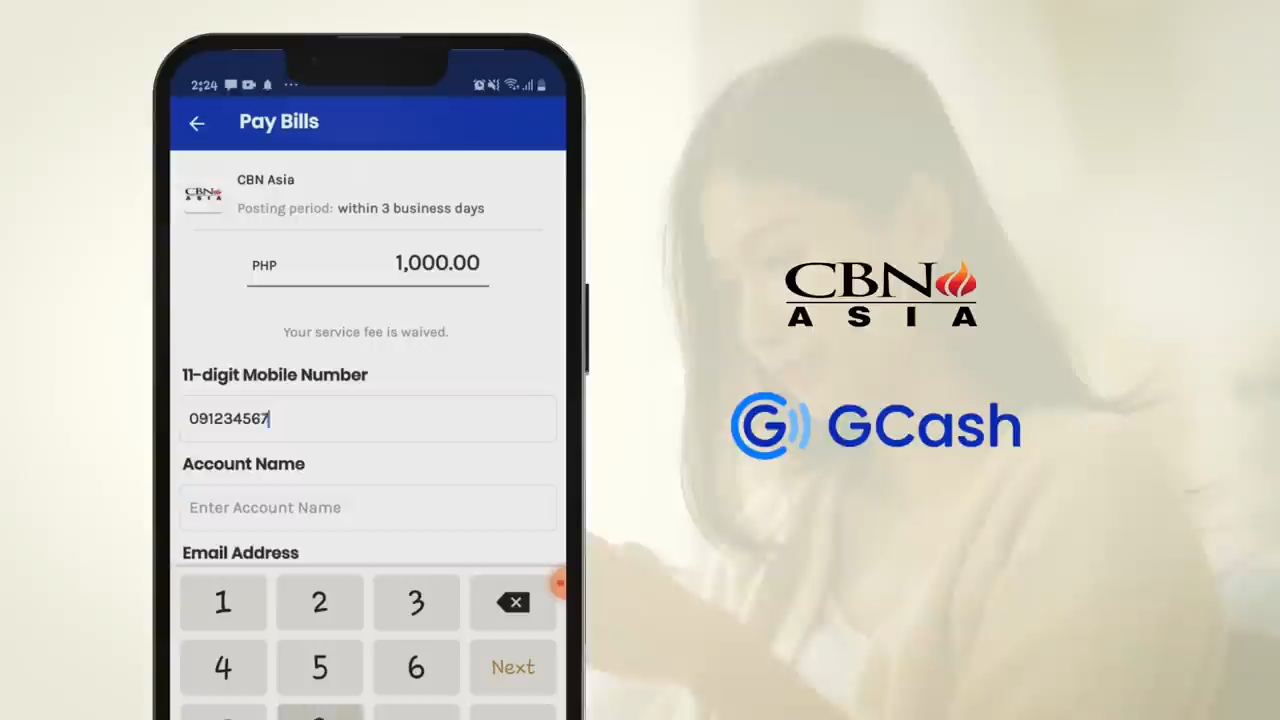 2:24
Pay Bills
CBN
ASIA
CBN Asia
Posting period: within 3 business days
PHP 1,000.00
Your service fee is waived.
11-digit Mobile Number
091234567
Account Name
Enter Account Name
Email Address
1 2 3
4 5 6 Next
CBN
ASIA
G GCash